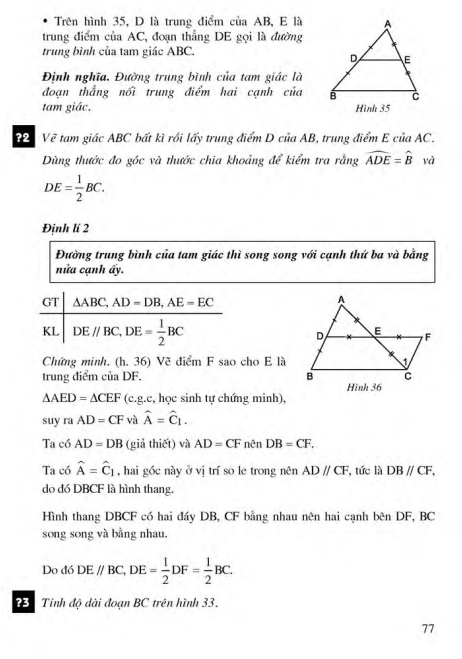 • Trên hình 35, D là trung điểm của AB, E là
trung điểm của AC, đoạn thẳng DE gọi là đường
trung bình của tam giác ABC.
Định nghĩa. Đường trung bình của tam giác là
đoạn thẳng nối trung điểm hai cạnh của
tam giác.
A
D
E
B
C
Hình 35
?2 Vẽ tam giác ABC bất kì rồi lấy trung điểm D của AB, trung điểm E của AC.
Dùng thước đo góc và thước chia khoảng để kiểm tra rằng \widehat{ADE} = \hat{B} và
DE = \frac{1}{2} BC.
Định lí 2
Đường trung bình của tam giác thì song song với cạnh thứ ba và bằng
nửa cạnh ấy.
GT ΔABC, AD = DB, AE = EC
KL DE // BC, DE = \frac{1}{2} BC
A
D
E
F
B
1
C
Hình 36
Chứng minh. (h. 36) Vẽ điểm F sao cho E là
trung điểm của DF.
ΔAED = ΔCEF (c.g.c, học sinh tự chứng minh),
suy ra AD = CF và \hat{A} = \hat{C}_1.
Ta có AD = DB (giả thiết) và AD = CF nên DB = CF.
Ta có \hat{A} = \hat{C}_1, hai góc này ở vị trí so le trong nên AD // CF, tức là DB // CF,
do đó DBCF là hình thang.
Hình thang DBCF có hai đáy DB, CF bằng nhau nên hai cạnh bên DF, BC
song song và bằng nhau.
Do đó DE // BC, DE = \frac{1}{2} DF = \frac{1}{2} BC.
?3 Tính độ dài đoạn BC trên hình 33.
77